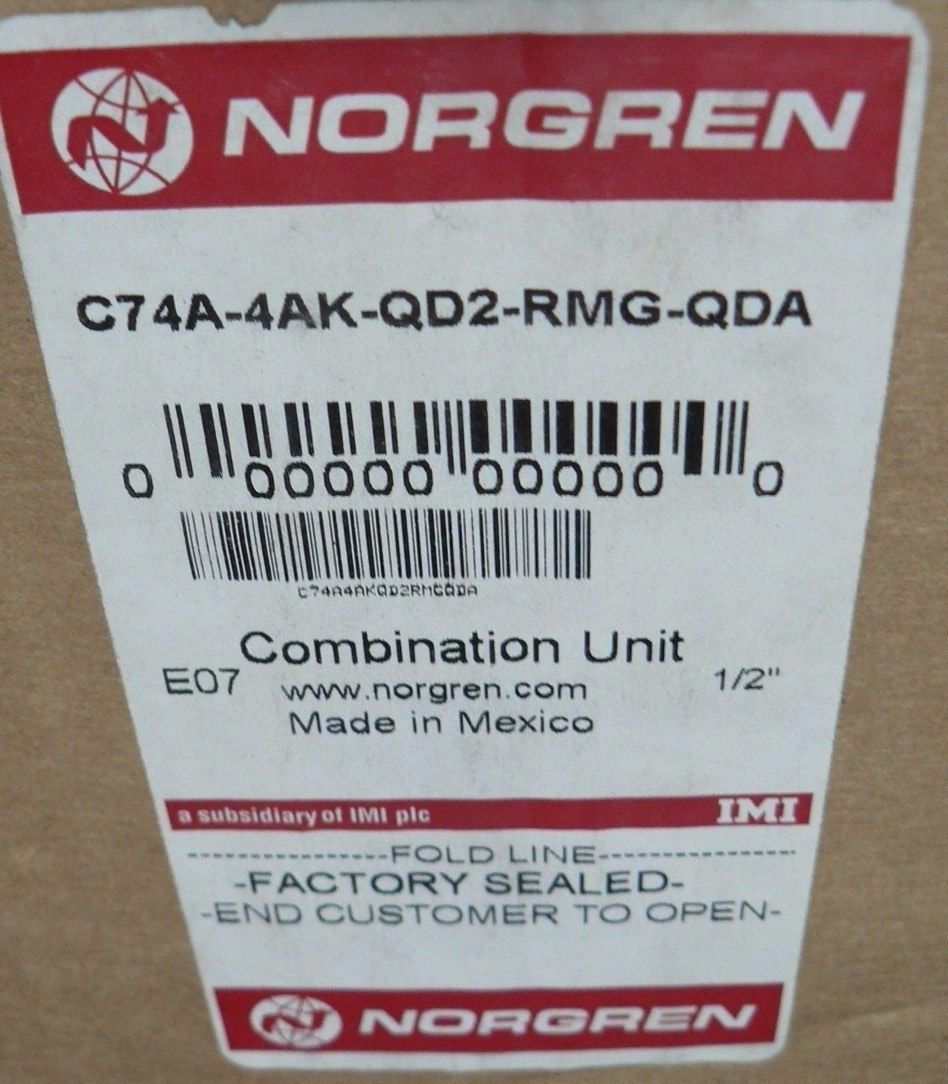 NORGREN
C74A-4AK-QD2-RMG-QDA
0 00000 00000 0
C74A4AKQD2RMGQDA
Combination Unit
E07 www.norgren.com 1/2"
Made in Mexico
a subsidiary of IMI plc IMI
----------------FOLD LINE----------------
-FACTORY SEALED-
-END CUSTOMER TO OPEN-
NORGREN